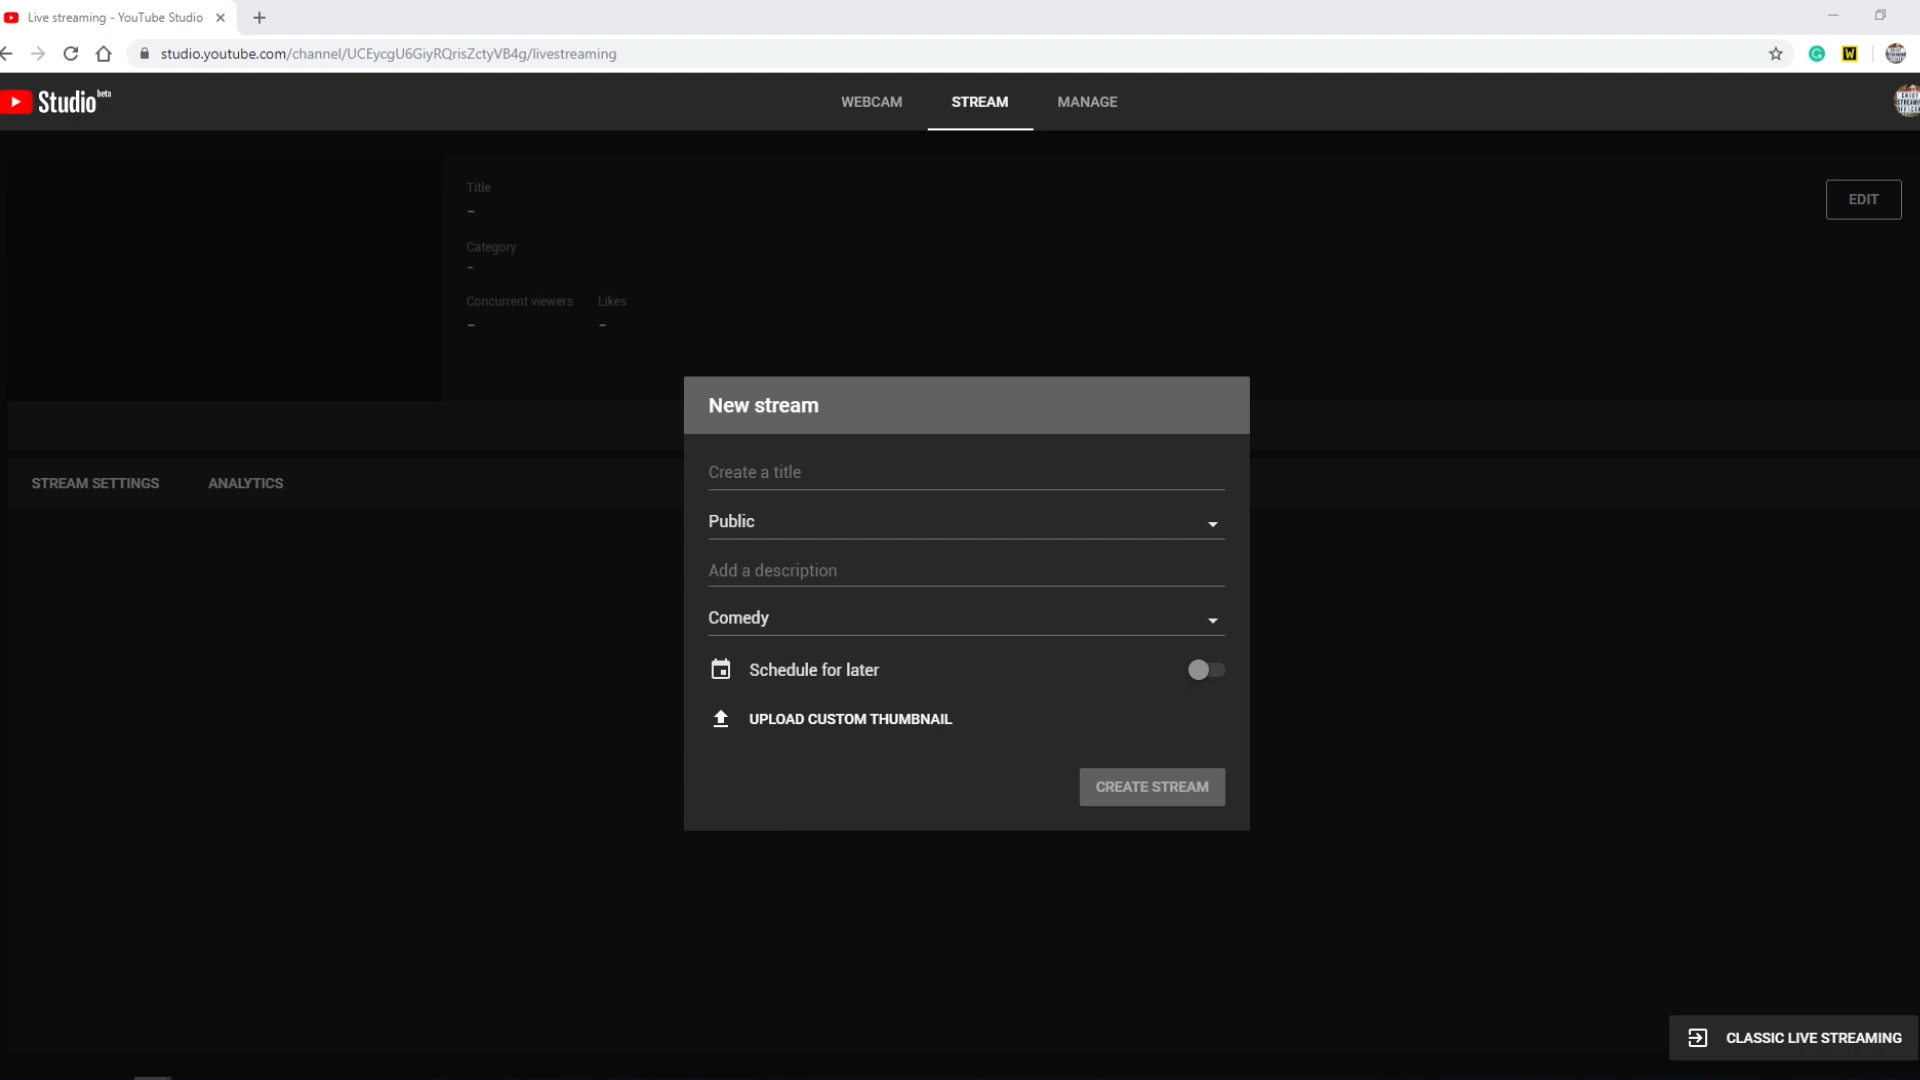 Live streaming - YouTube Studio
studio.youtube.com/channel/UCEycgU6GiyRQrisZctyVB4g/livestreaming
Studio beta
WEBCAM
STREAM
MANAGE
Title
-
EDIT
Category
-
Concurrent viewers
Likes
-
-
New stream
Create a title
STREAM SETTINGS
ANALYTICS
Public
Add a description
Comedy
Schedule for later
UPLOAD CUSTOM THUMBNAIL
CREATE STREAM
CLASSIC LIVE STREAMING